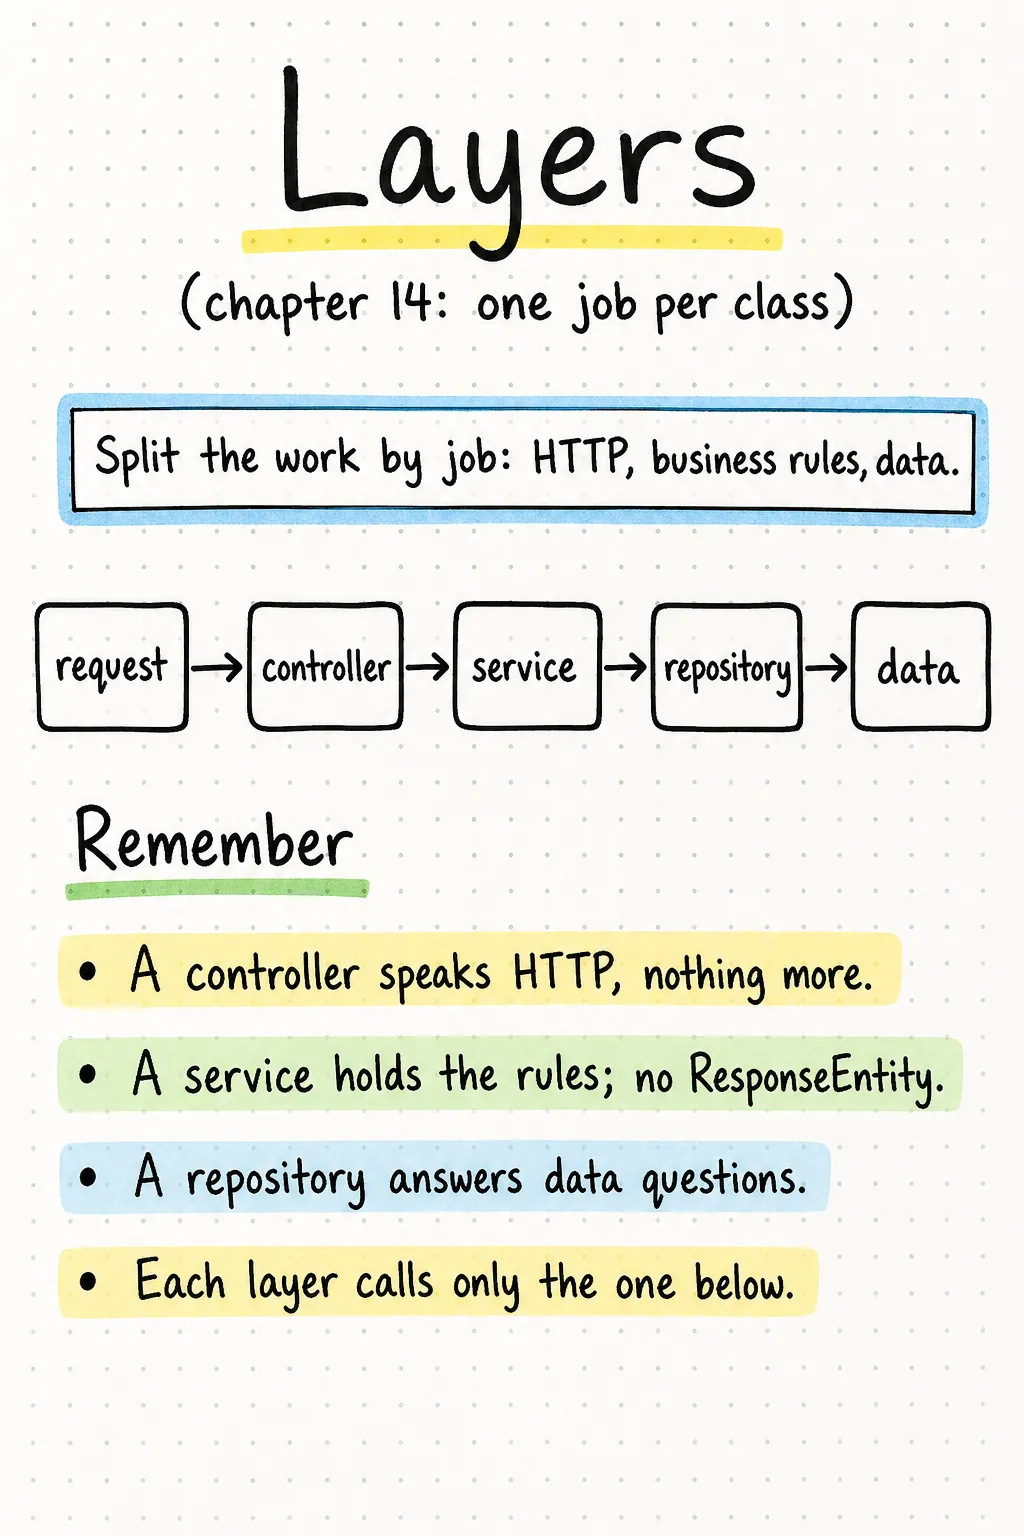 Layers
(chapter 14: one job per class)
Split the work by job: HTTP, business rules, data.
request → controller → service → repository → data
Remember
• A controller speaks HTTP, nothing more.
• A service holds the rules; no ResponseEntity.
• A repository answers data questions.
• Each layer calls only the one below.